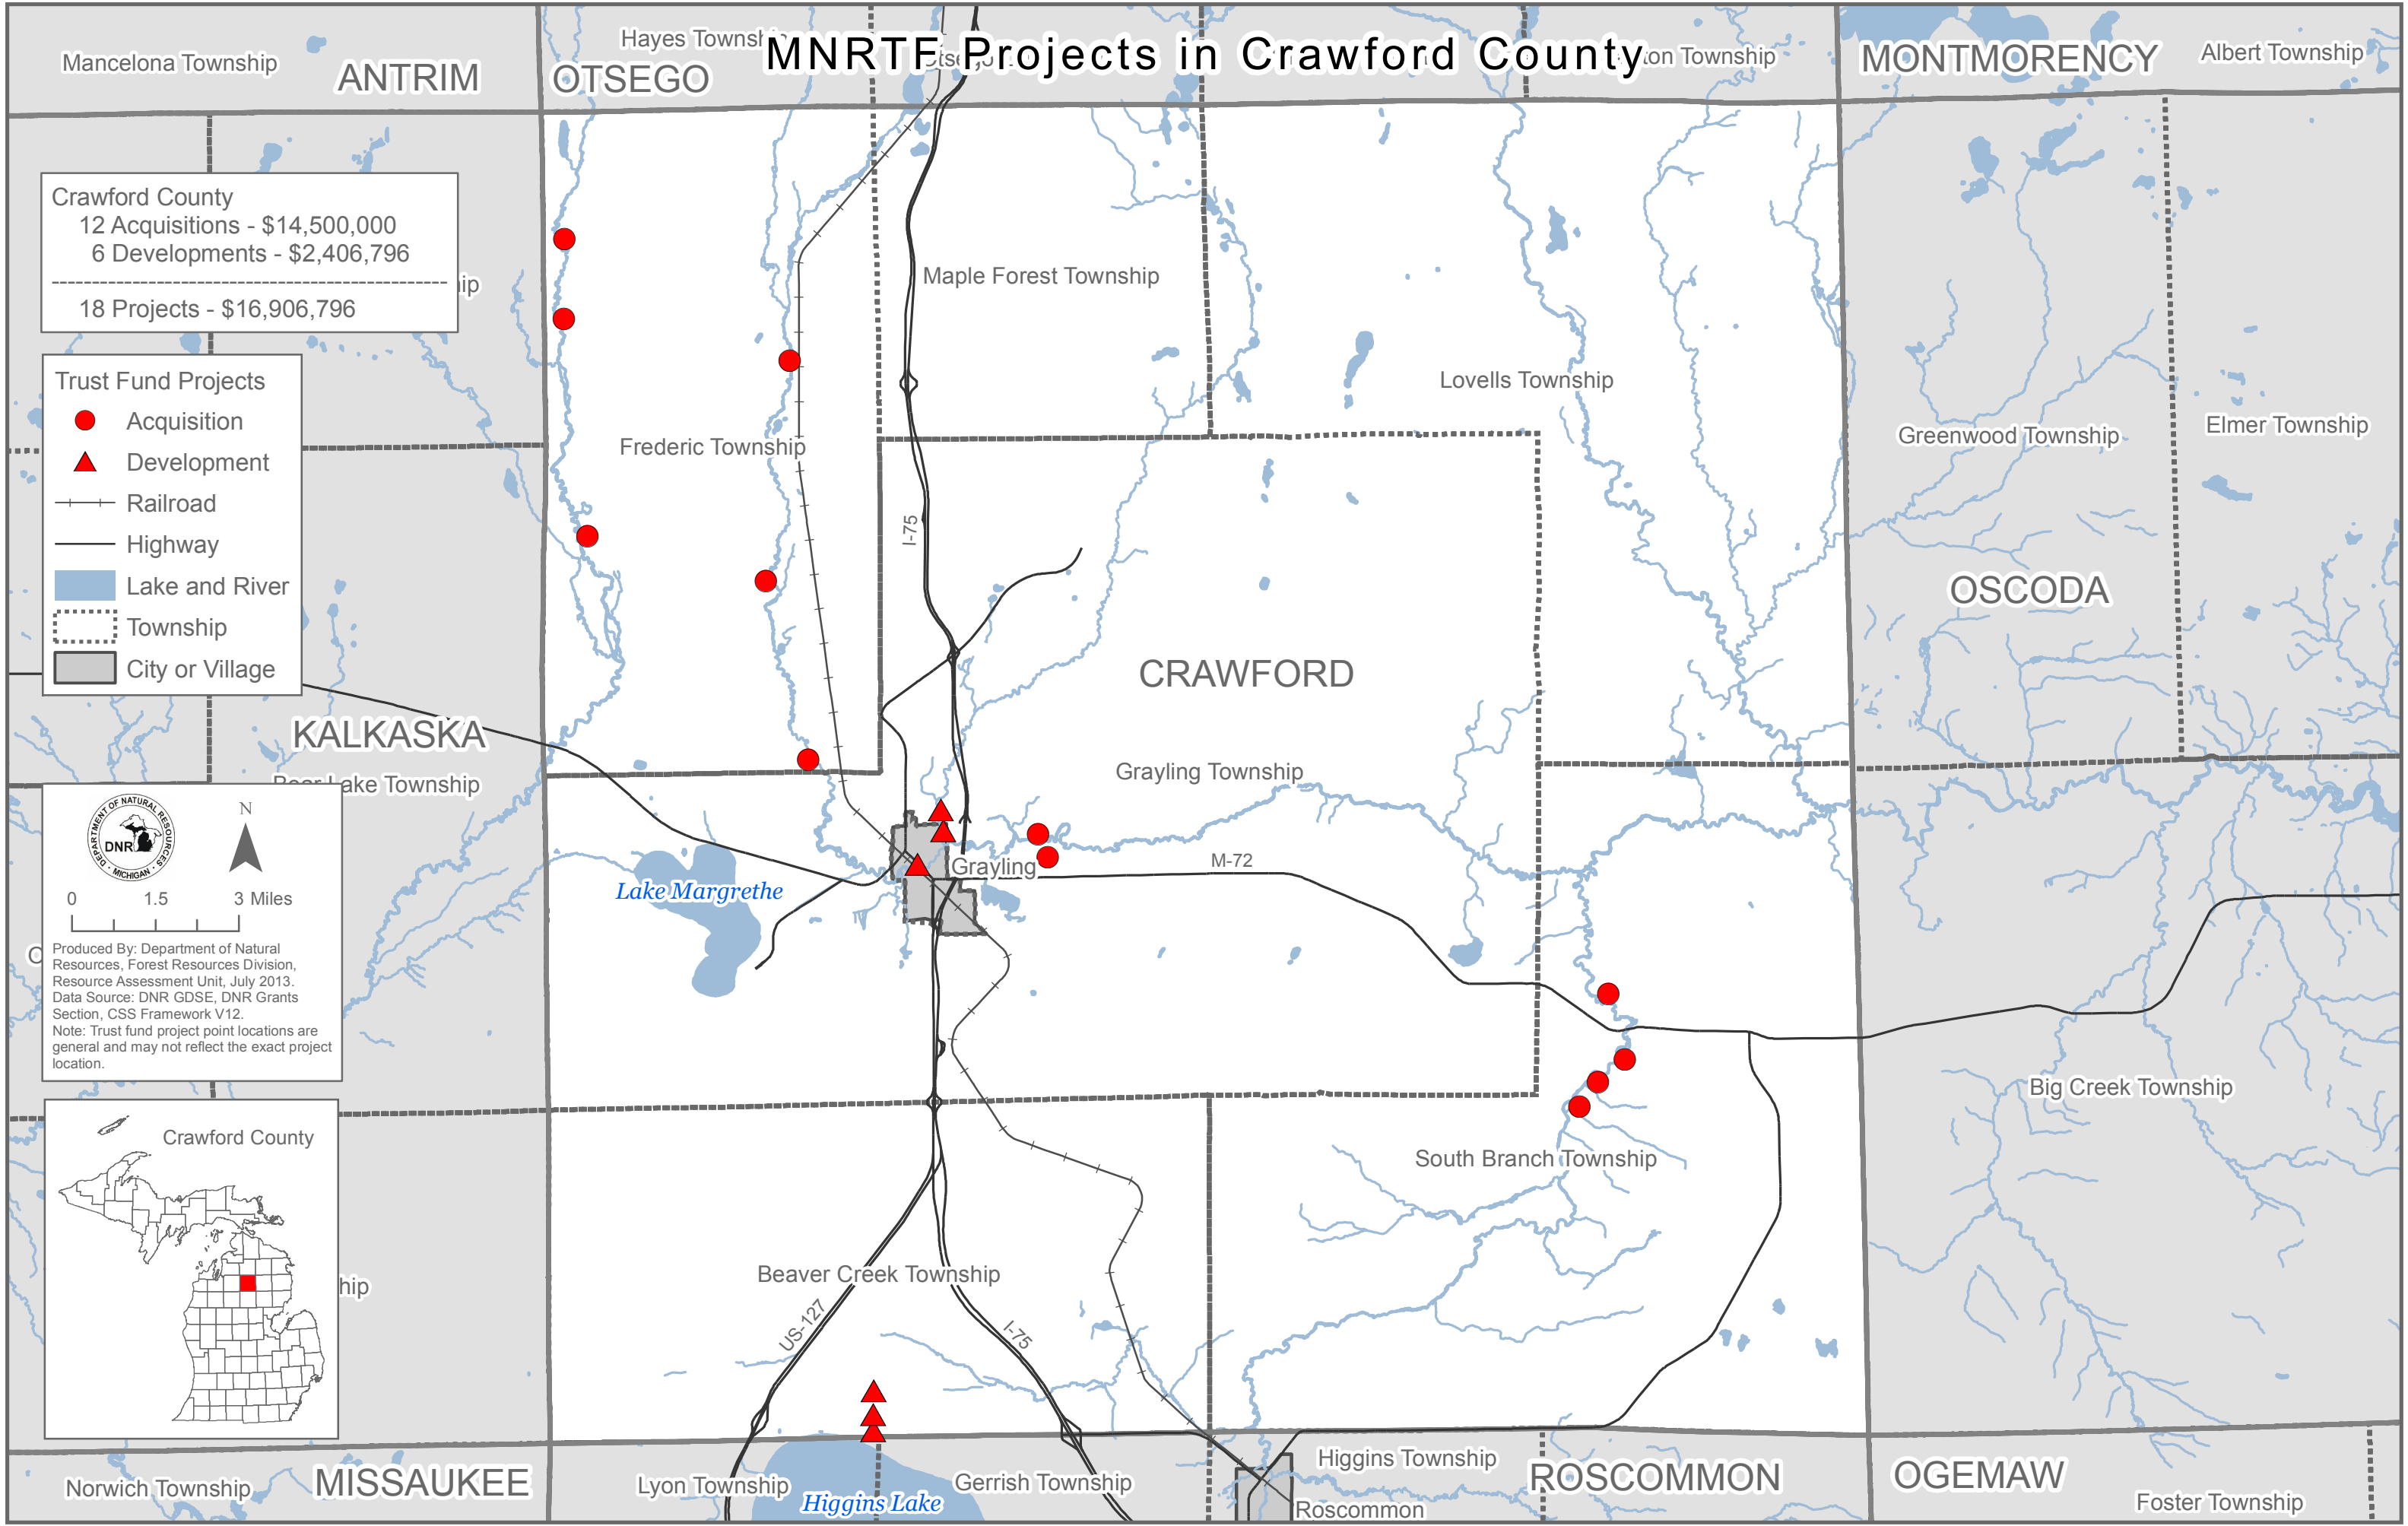 MNRTF Projects in Crawford County
Mancelona Township
ANTRIM
OTSEGO
MONTMORENCY
Albert Township
Crawford County
12 Acquisitions - $14,500,000
6 Developments - $2,406,796
18 Projects - $16,906,796
Maple Forest Township
Trust Fund Projects
Acquisition
Development
Railroad
Highway
Lake and River
Township
City or Village
Lovells Township
Frederic Township
Greenwood Township
Elmer Township
I-75
OSCODA
CRAWFORD
KALKASKA
Lake Township
Grayling Township
DEPARTMENT OF NATURAL RESOURCES
DNR
MICHIGAN
N
0 1.5 3 Miles
Grayling
M-72
Lake Margrethe
Produced By: Department of Natural
Resources, Forest Resources Division,
Resource Assessment Unit, July 2013.
Data Source: DNR GDSE, DNR Grants
Section, CSS Framework V12.
Note: Trust fund project point locations are
general and may not reflect the exact project
location.
Big Creek Township
Crawford County
South Branch Township
Beaver Creek Township
US-127
I-75
Norwich Township
MISSAUKEE
Lyon Township
Higgins Lake
Gerrish Township
Higgins Township
Roscommon
ROSCOMMON
OGEMAW
Foster Township